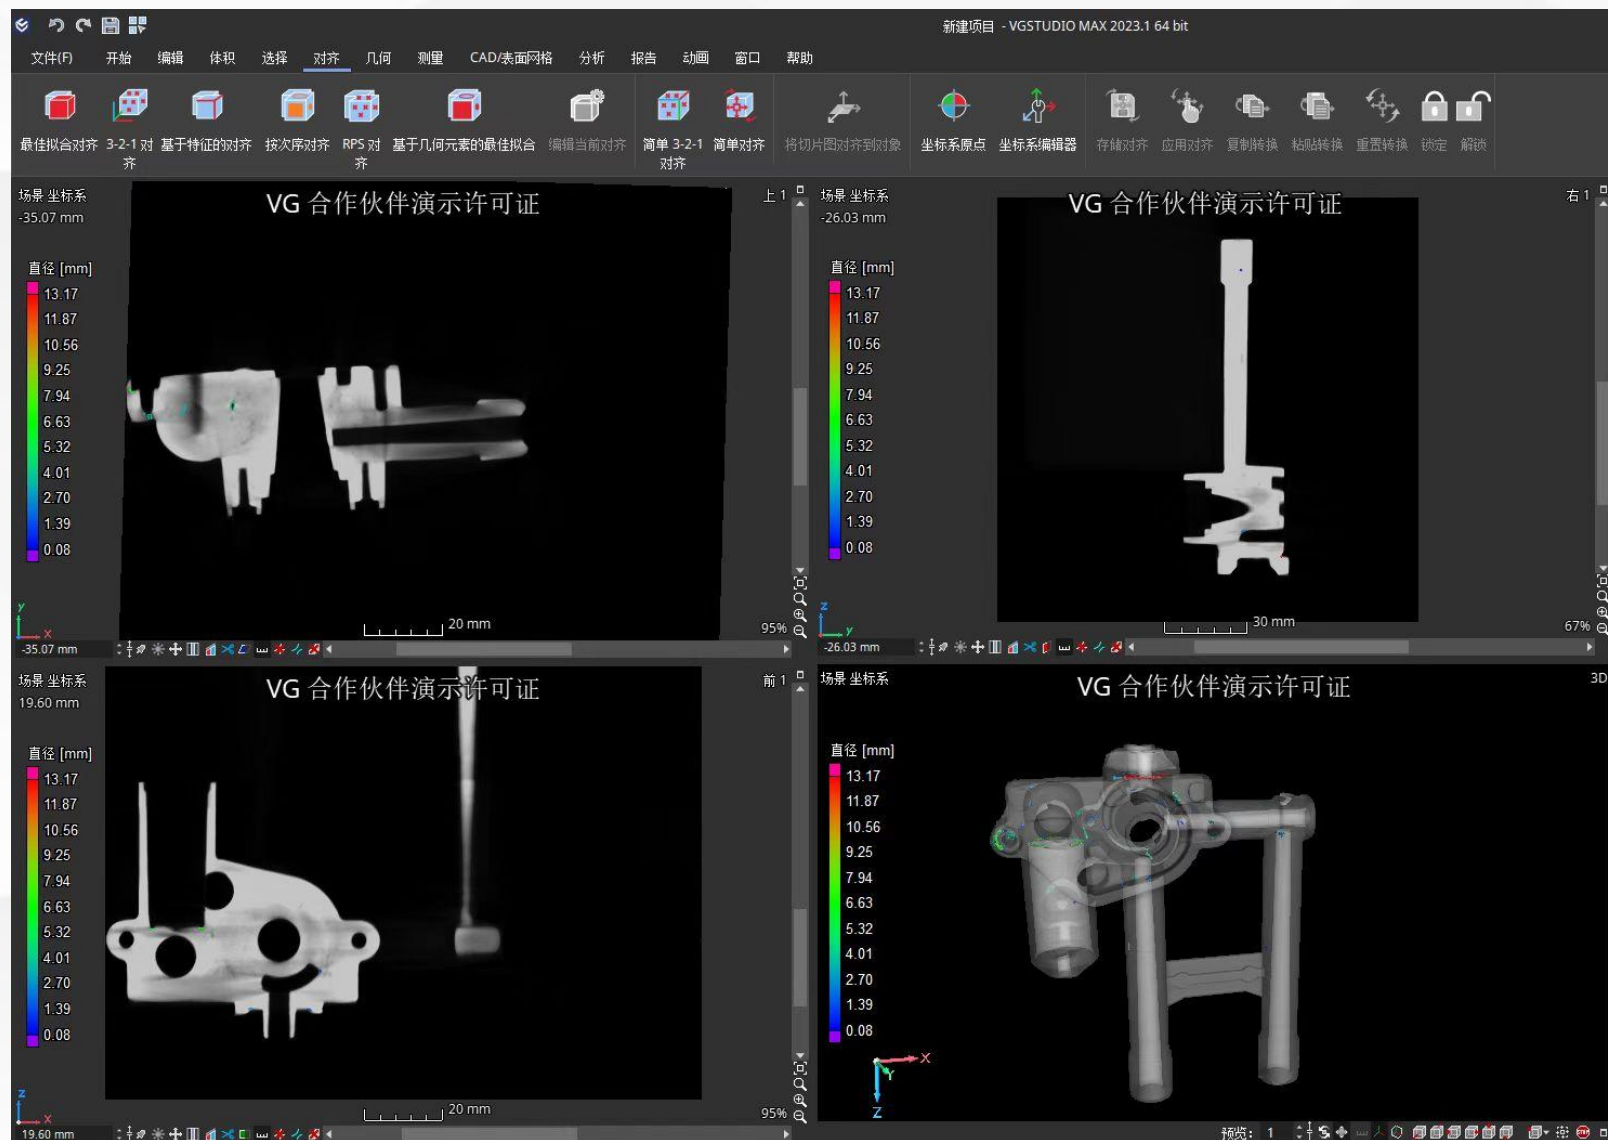 新建项目 - VGSTUDIO MAX 2023.1 64 bit
文件(F) 开始 编辑 体积 选择 对齐 几何 测量 CAD/表面网格 分析 报告 动画 窗口 帮助
最佳拟合对齐 3-2-1 对齐 基于特征的对齐 按次序对齐 RPS 对齐 基于几何元素的最佳拟合 编辑当前对齐 简单 3-2-1 对齐 简单对齐 将切片图对齐到对象 坐标系原点 坐标系编辑器 存储对齐 应用对齐 复制转换 粘贴转换 重置转换 锁定 解锁
场景 坐标系
-35.07 mm
VG 合作伙伴演示许可证
上 1
直径 [mm]
13.17
11.87
10.56
9.25
7.94
6.63
5.32
4.01
2.70
1.39
0.08
y
x
20 mm
95%
-35.07 mm
场景 坐标系
-26.03 mm
VG 合作伙伴演示许可证
右 1
直径 [mm]
13.17
11.87
10.56
9.25
7.94
6.63
5.32
4.01
2.70
1.39
0.08
z
y
30 mm
67%
-26.03 mm
场景 坐标系
19.60 mm
VG 合作伙伴演示许可证
前 1
直径 [mm]
13.17
11.87
10.56
9.25
7.94
6.63
5.32
4.01
2.70
1.39
0.08
z
x
20 mm
95%
19.60 mm
场景 坐标系
VG 合作伙伴演示许可证
3D
直径 [mm]
13.17
11.87
10.56
9.25
7.94
6.63
5.32
4.01
2.70
1.39
0.08
X
Y
Z
预览: 1